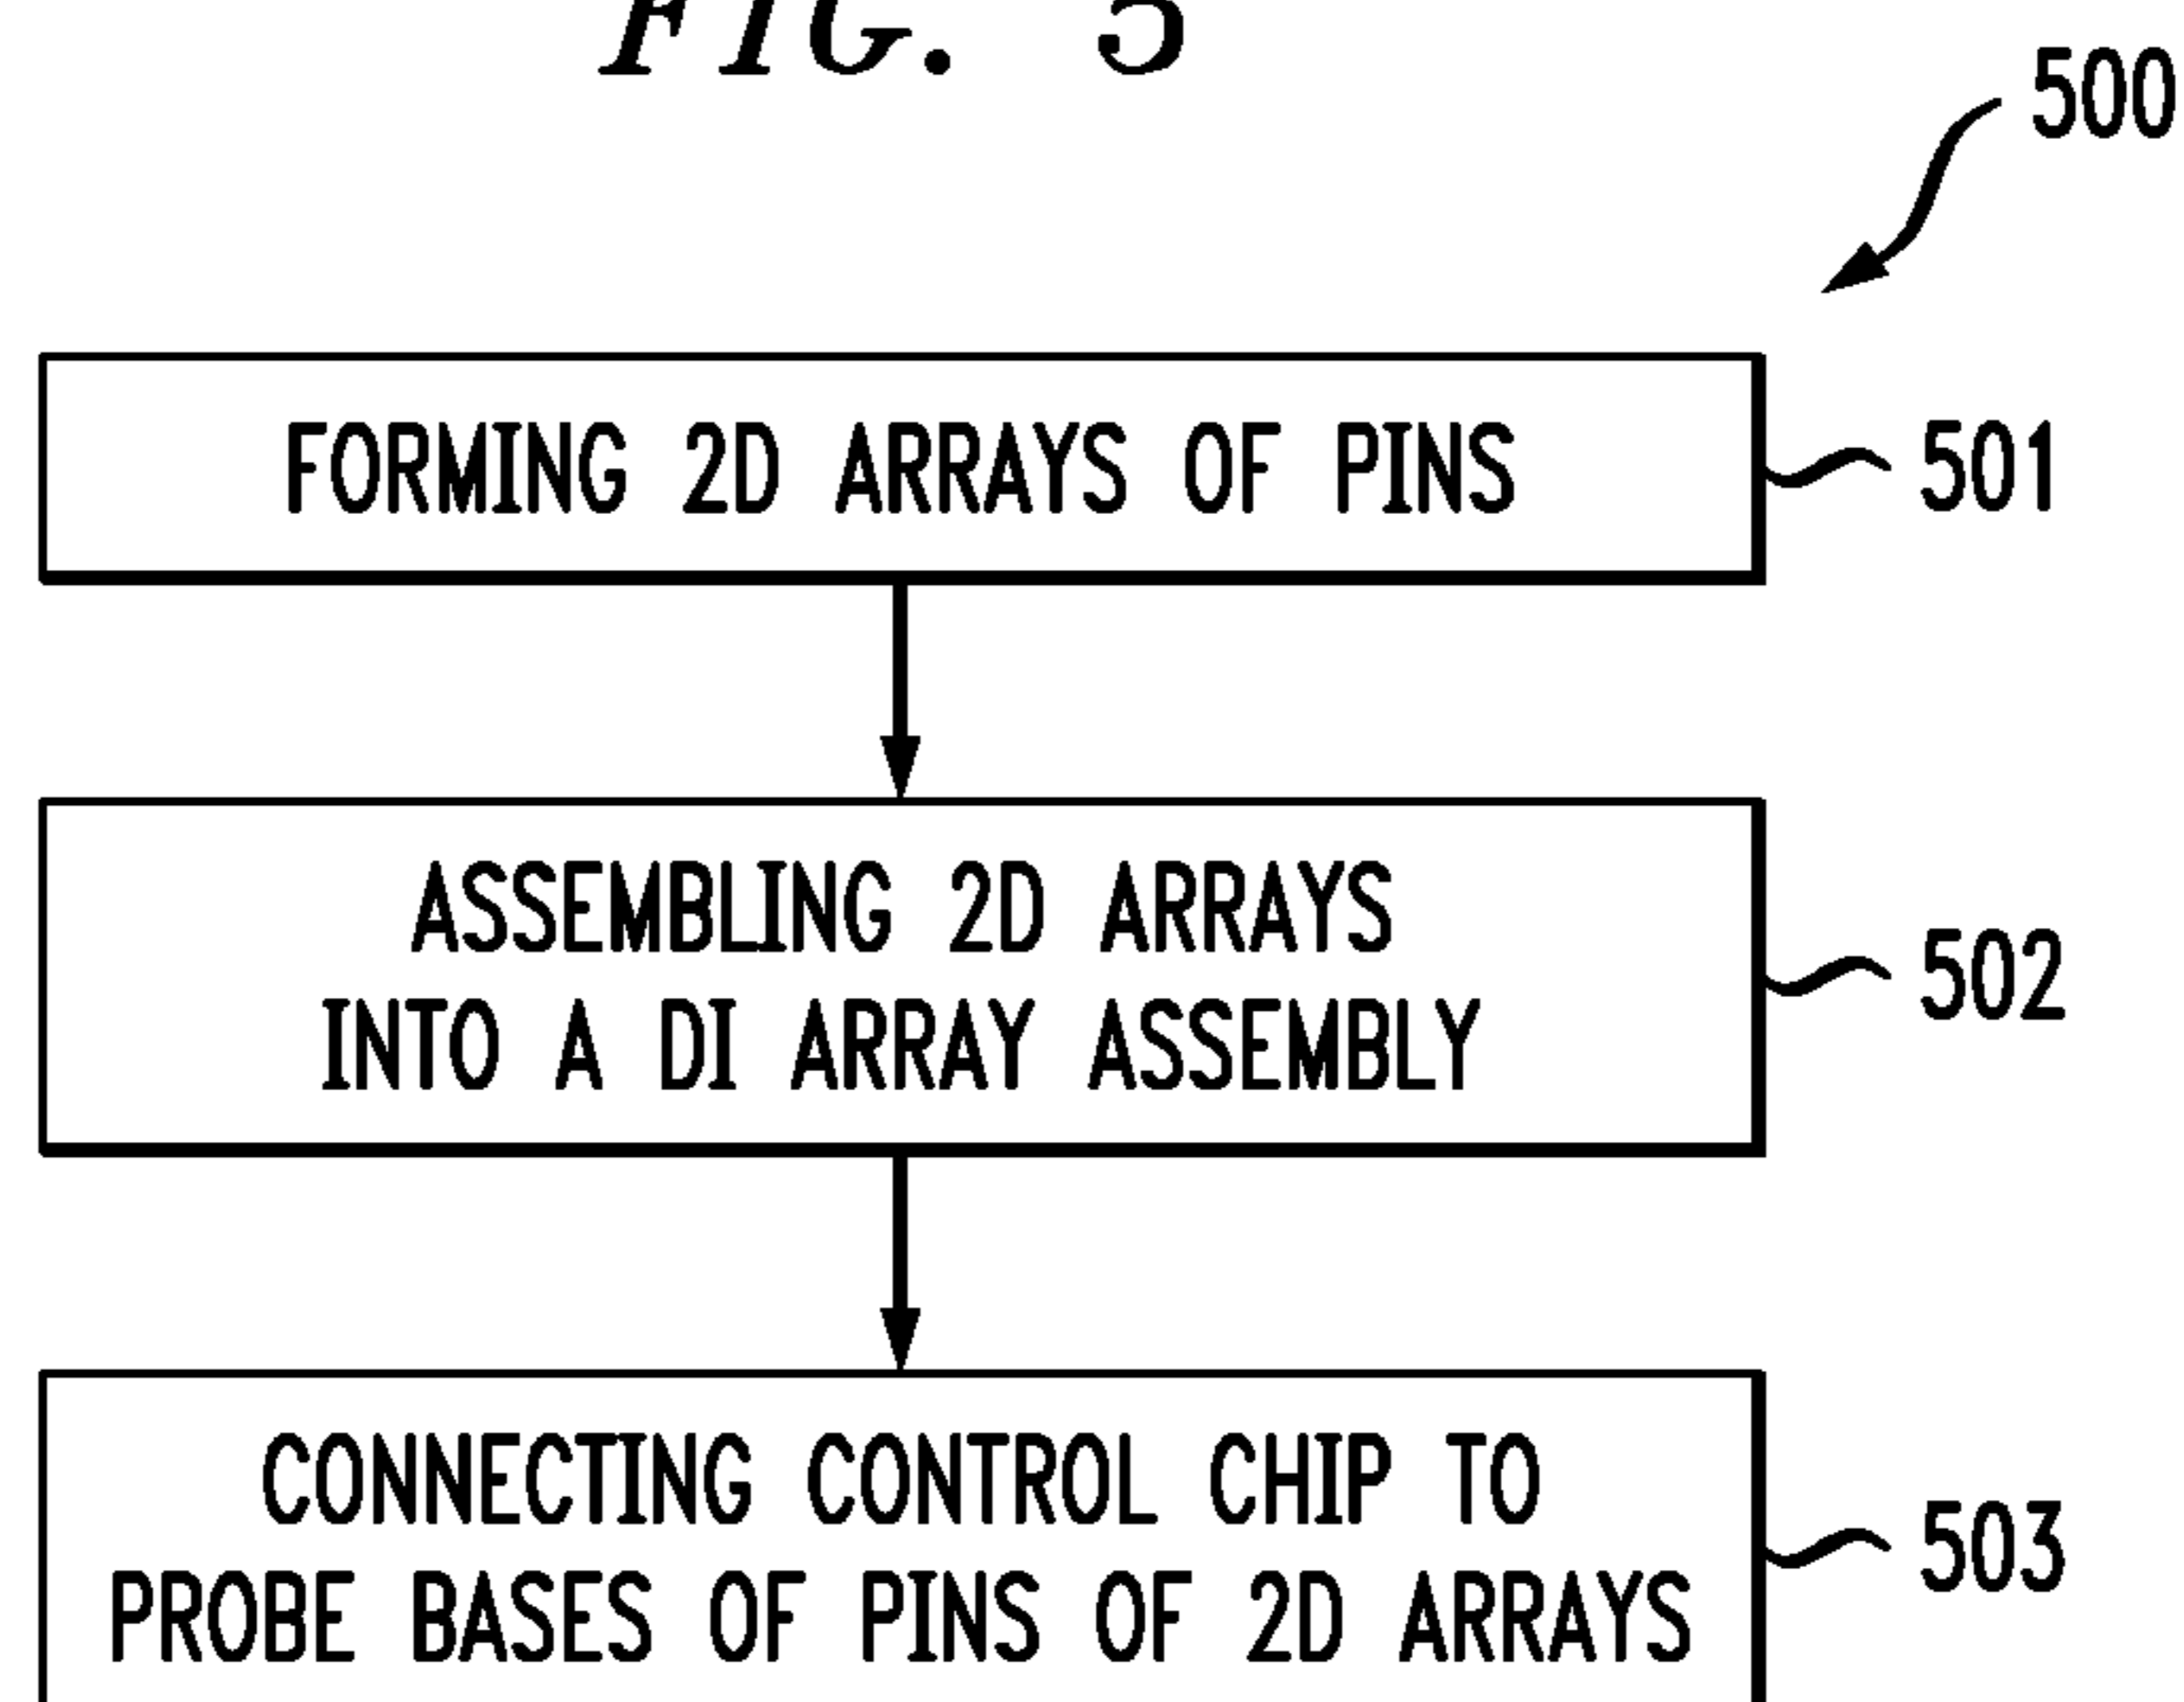 FIG. 5
500
FORMING 2D ARRAYS OF PINS
501
ASSEMBLING 2D ARRAYS
INTO A DI ARRAY ASSEMBLY
502
CONNECTING CONTROL CHIP TO
PROBE BASES OF PINS OF 2D ARRAYS
503